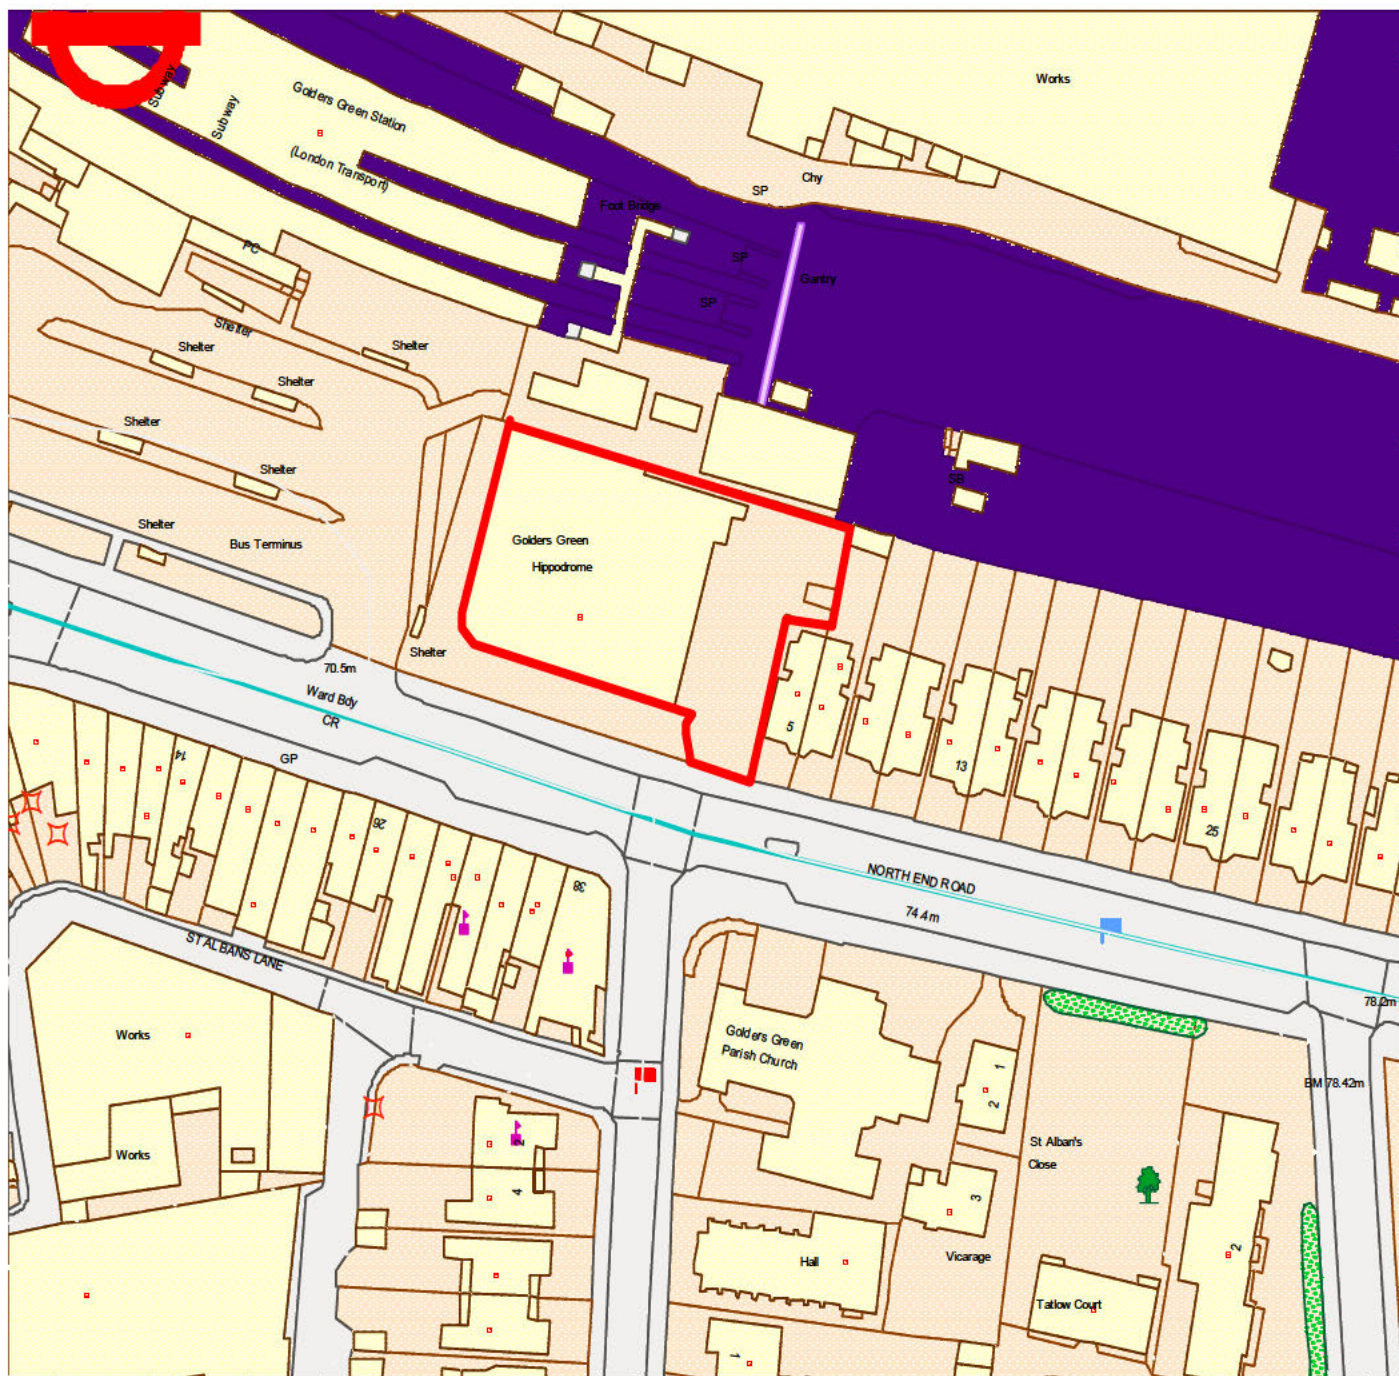 Works
Subway
Subway
Golders Green Station
(London Transport)
Chy
SP
Foot Bridge
PC
SP
Gantry
SP
Shelter
Shelter
Shelter
Shelter
Shelter
Shelter
SB
Shelter
Bus Terminus
Golders Green
Hippodrome
Shelter
70.5m
Ward Bdy
CR
5
14
GP
13
26
25
38
NORTH END ROAD
74.4m
ST ALBANS LANE
78.2m
Works
Golders Green
Parish Church
1
2
BM 78.42m
St Alban's
Close
Works
2
4
3
Hall
Vicarage
2
Tatlow Court
1